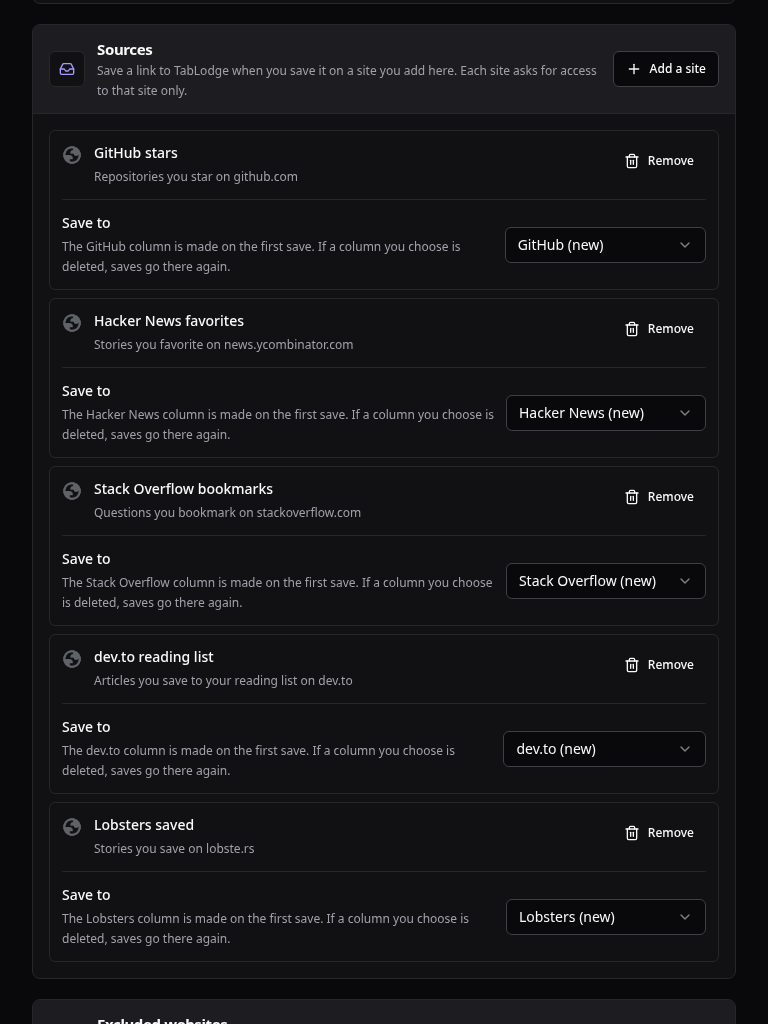 Sources
Save a link to TabLodge when you save it on a site you add here. Each site asks for access
to that site only.
Add a site
GitHub stars
Repositories you star on github.com
Remove
Save to
The GitHub column is made on the first save. If a column you choose is
deleted, saves go there again.
GitHub (new)
Hacker News favorites
Stories you favorite on news.ycombinator.com
Remove
Save to
The Hacker News column is made on the first save. If a column you choose is
deleted, saves go there again.
Hacker News (new)
Stack Overflow bookmarks
Questions you bookmark on stackoverflow.com
Remove
Save to
The Stack Overflow column is made on the first save. If a column you choose
is deleted, saves go there again.
Stack Overflow (new)
dev.to reading list
Articles you save to your reading list on dev.to
Remove
Save to
The dev.to column is made on the first save. If a column you choose is
deleted, saves go there again.
dev.to (new)
Lobsters saved
Stories you save on lobste.rs
Remove
Save to
The Lobsters column is made on the first save. If a column you choose is
deleted, saves go there again.
Lobsters (new)
Excluded websites